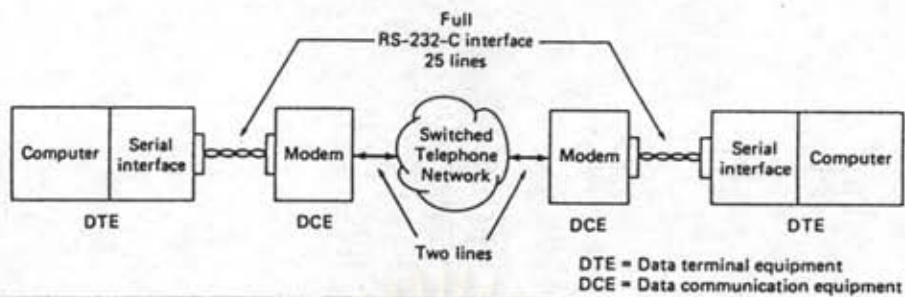 Full
RS-232-C interface
25 lines
Computer
Serial
interface
Modem
Switched
Telephone
Network
Modem
Serial
interface
Computer
DTE
DCE
DCE
DTE
Two lines
DTE = Data terminal equipment
DCE = Data communication equipment